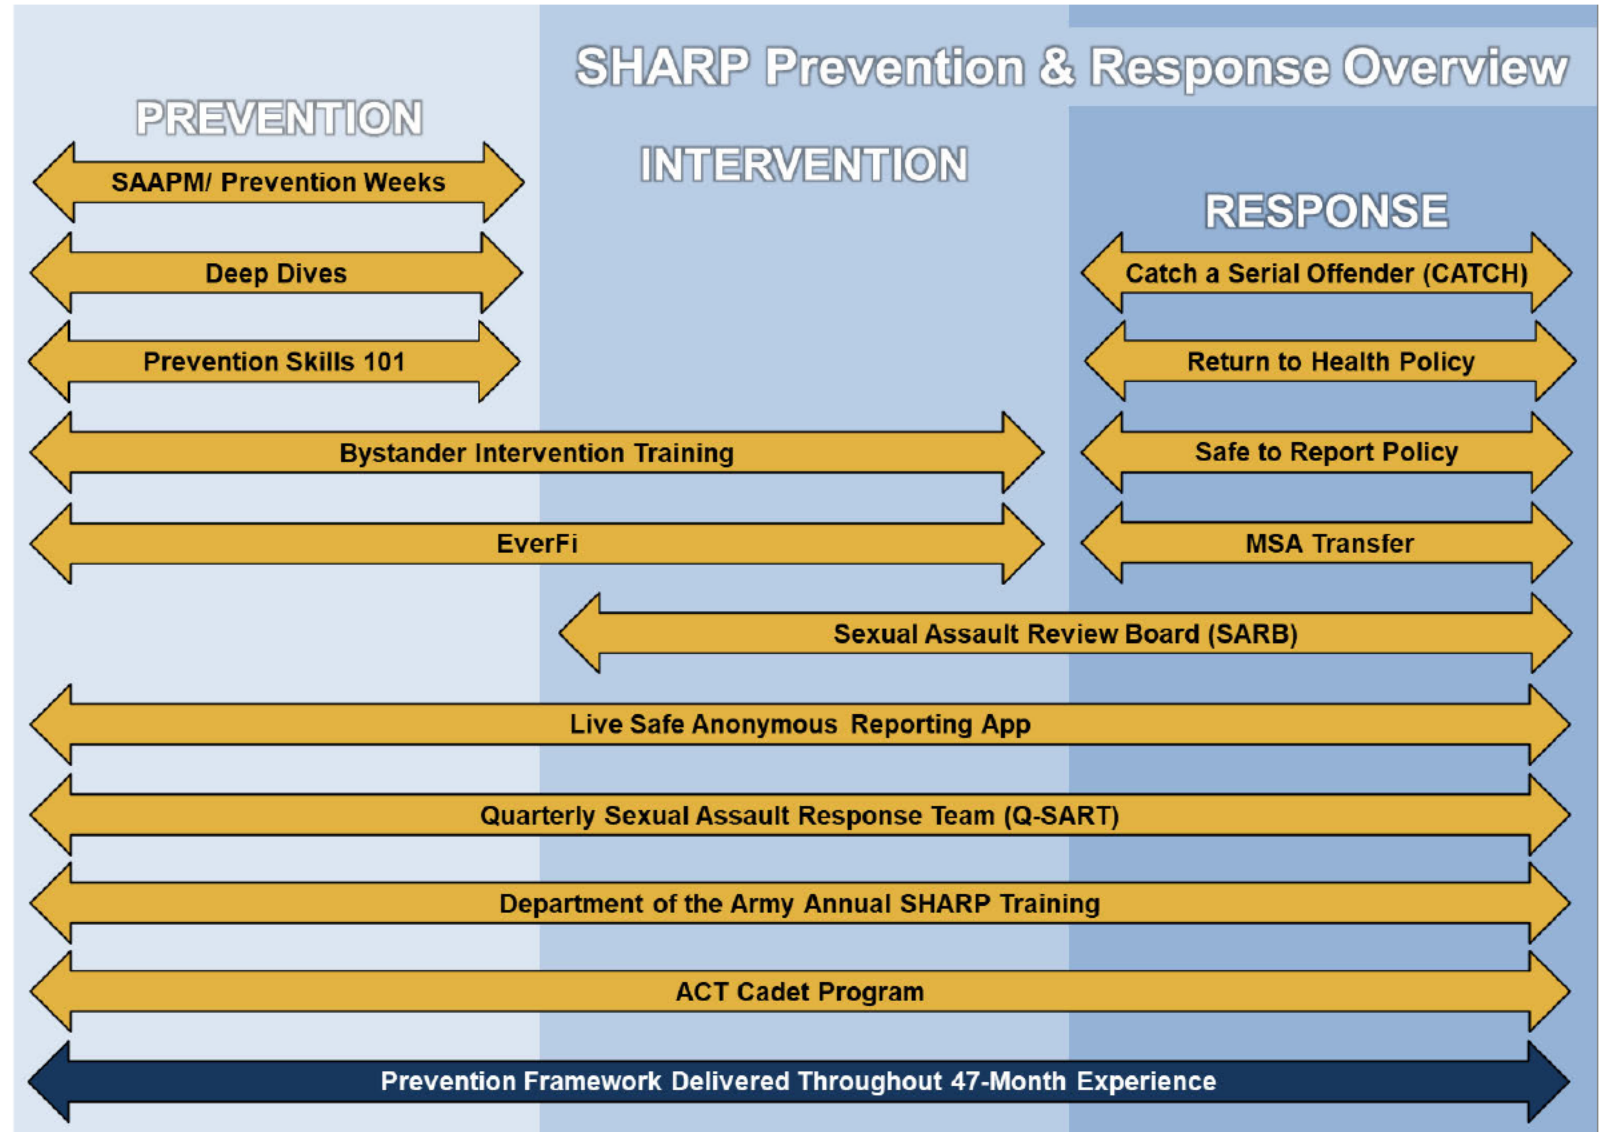 SHARP Prevention & Response Overview
PREVENTION
INTERVENTION
RESPONSE
SAAPM/ Prevention Weeks
Deep Dives
Catch a Serial Offender (CATCH)
Prevention Skills 101
Return to Health Policy
Bystander Intervention Training
Safe to Report Policy
EverFi
MSA Transfer
Sexual Assault Review Board (SARB)
Live Safe Anonymous Reporting App
Quarterly Sexual Assault Response Team (Q-SART)
Department of the Army Annual SHARP Training
ACT Cadet Program
Prevention Framework Delivered Throughout 47-Month Experience